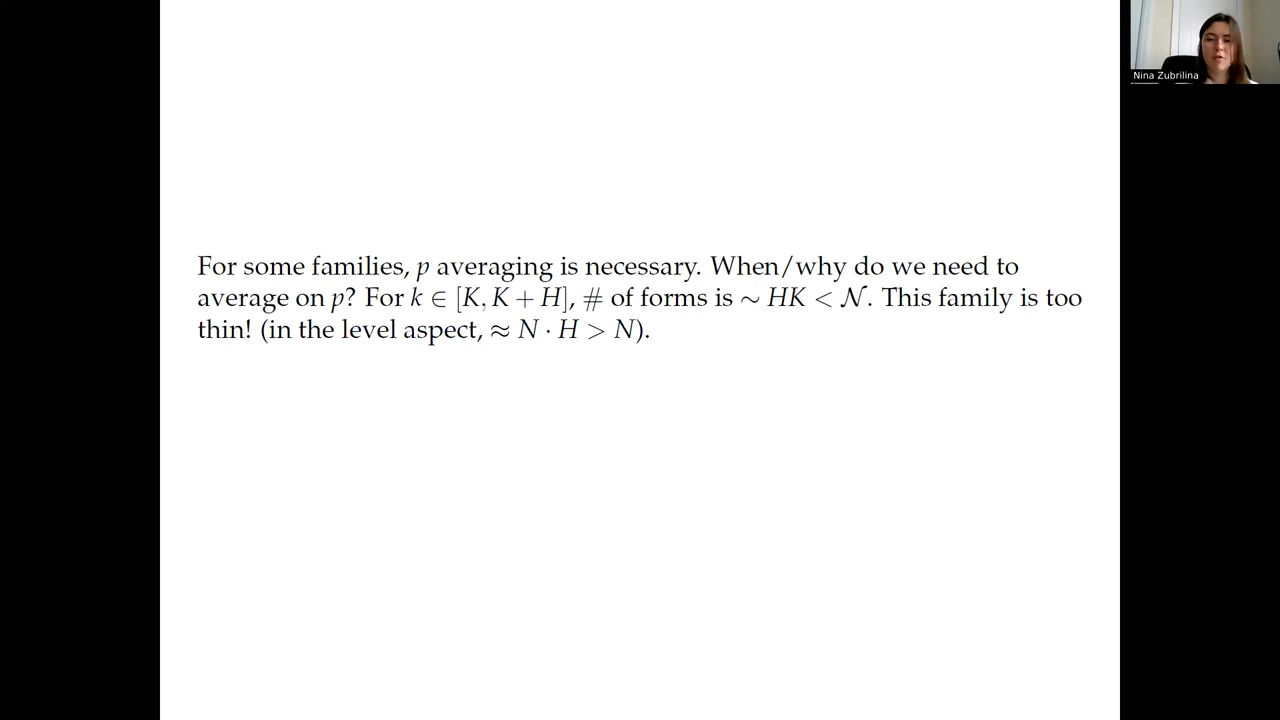 Nina Zubrilina
For some families, p averaging is necessary. When/why do we need to
average on p? For k ∈ [K, K + H], # of forms is ∼ HK < 𝒩. This family is too
thin! (in the level aspect, ≈ N · H > N).